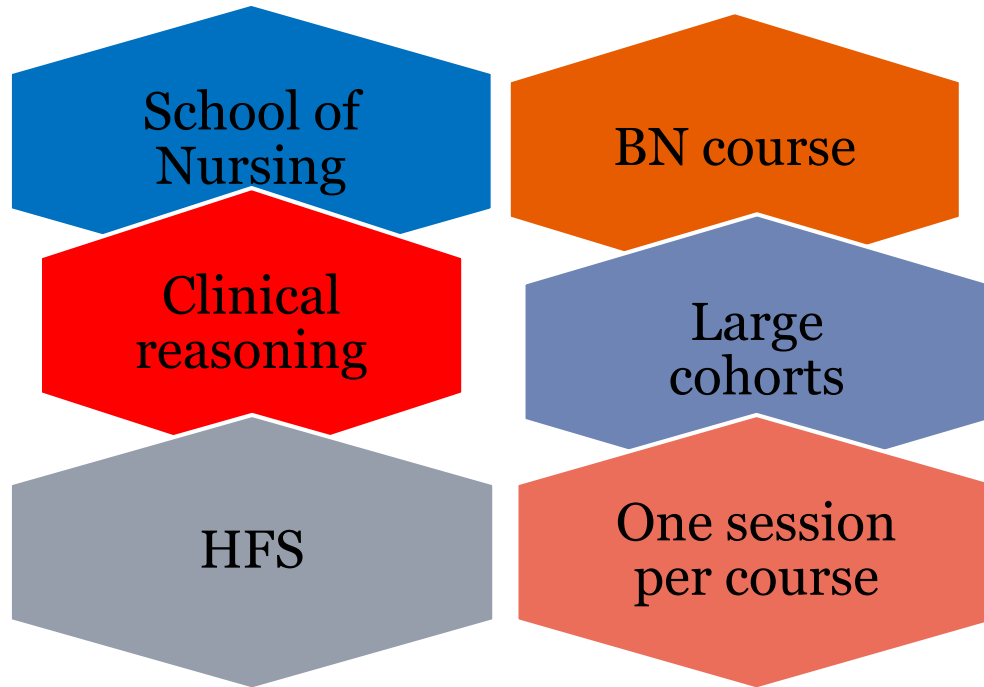 School of
Nursing
BN course
Clinical
reasoning
Large
cohorts
HFS
One session
per course